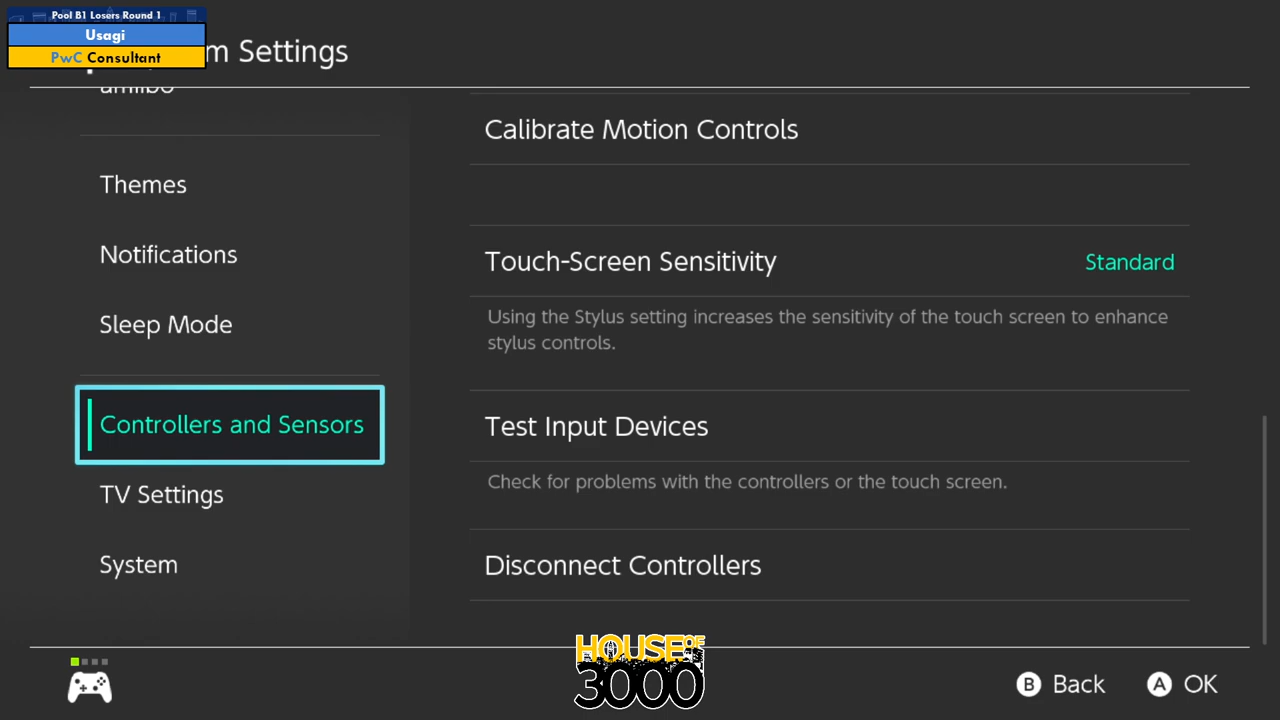 Pool B1 Losers Round 1
Usagi
PwC Consultant
m Settings
amiibo
Themes
Notifications
Sleep Mode
Controllers and Sensors
TV Settings
System
Calibrate Motion Controls
Touch-Screen Sensitivity
Standard
Using the Stylus setting increases the sensitivity of the touch screen to enhance
stylus controls.
Test Input Devices
Check for problems with the controllers or the touch screen.
Disconnect Controllers
HOUSE OF
3000
B Back
A OK